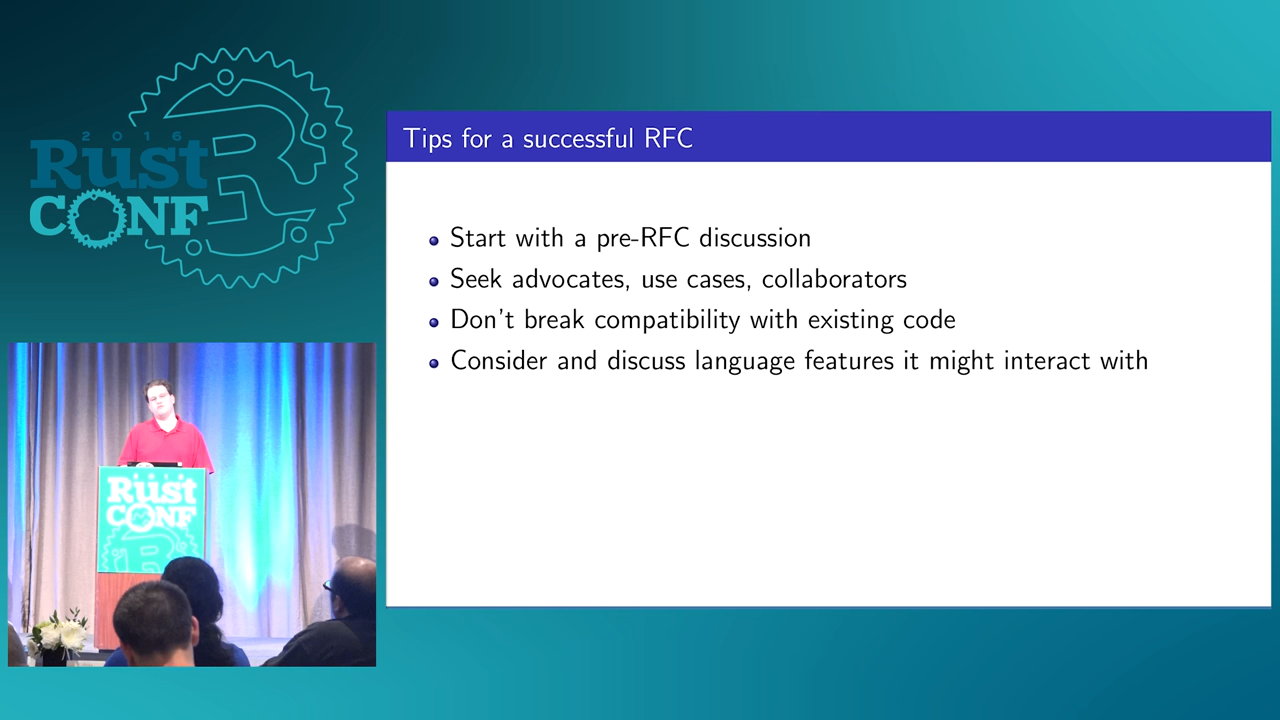 2016
Rust
CONF
Tips for a successful RFC
Start with a pre-RFC discussion
Seek advocates, use cases, collaborators
Don't break compatibility with existing code
Consider and discuss language features it might interact with
2016
Rust
CONF